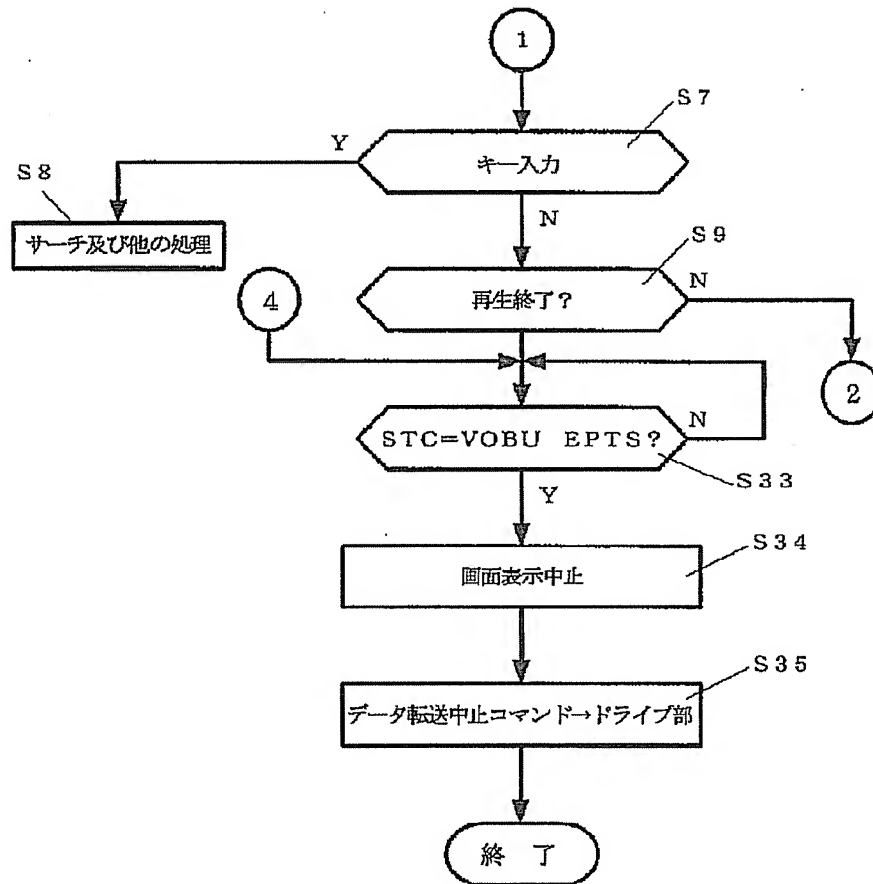 1
S7
Y
キー入力
S8
N
サーチ及び他の処理
S9
再生終了?
N
4
2
STC=VOBU EPTS?
N
S33
Y
S34
画面表示中止
S35
データ転送中止コマンド→ドライブ部
終 了